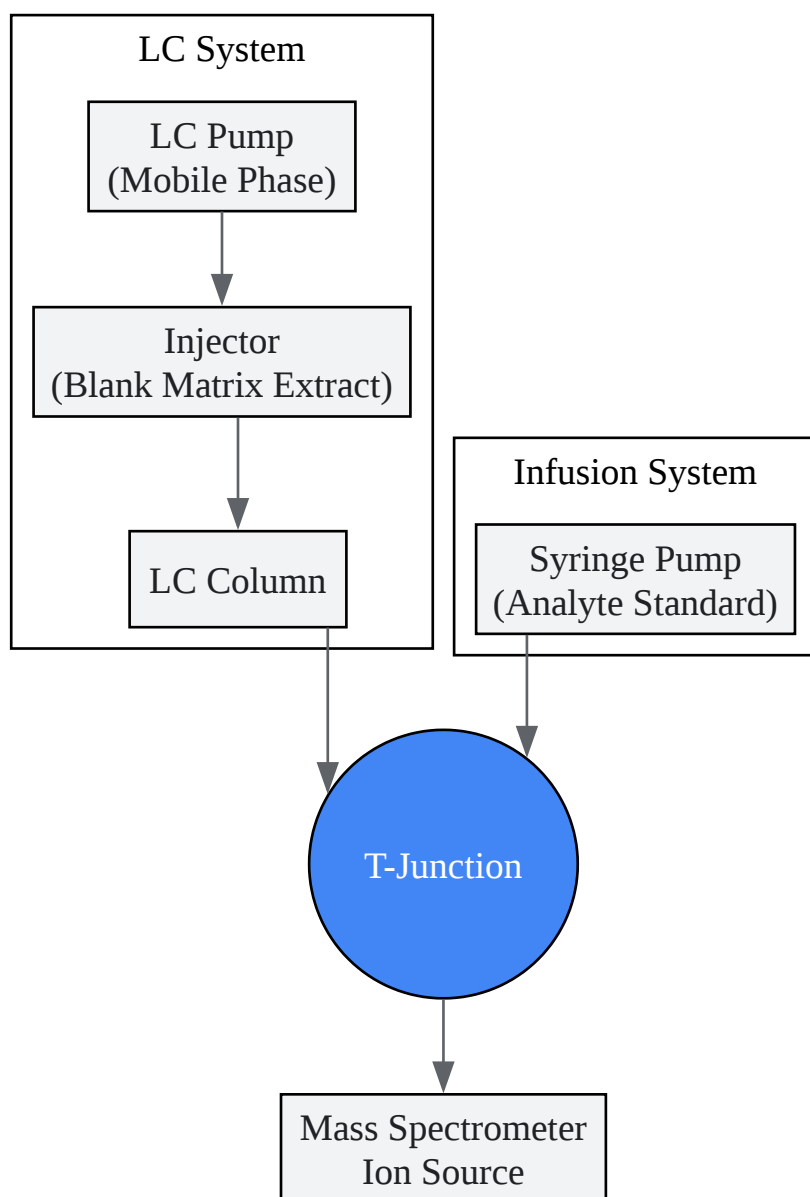 LC System
LC Pump
(Mobile Phase)
Injector
(Blank Matrix Extract)
LC Column
Infusion System
Syringe Pump
(Analyte Standard)
T-Junction
Mass Spectrometer
Ion Source